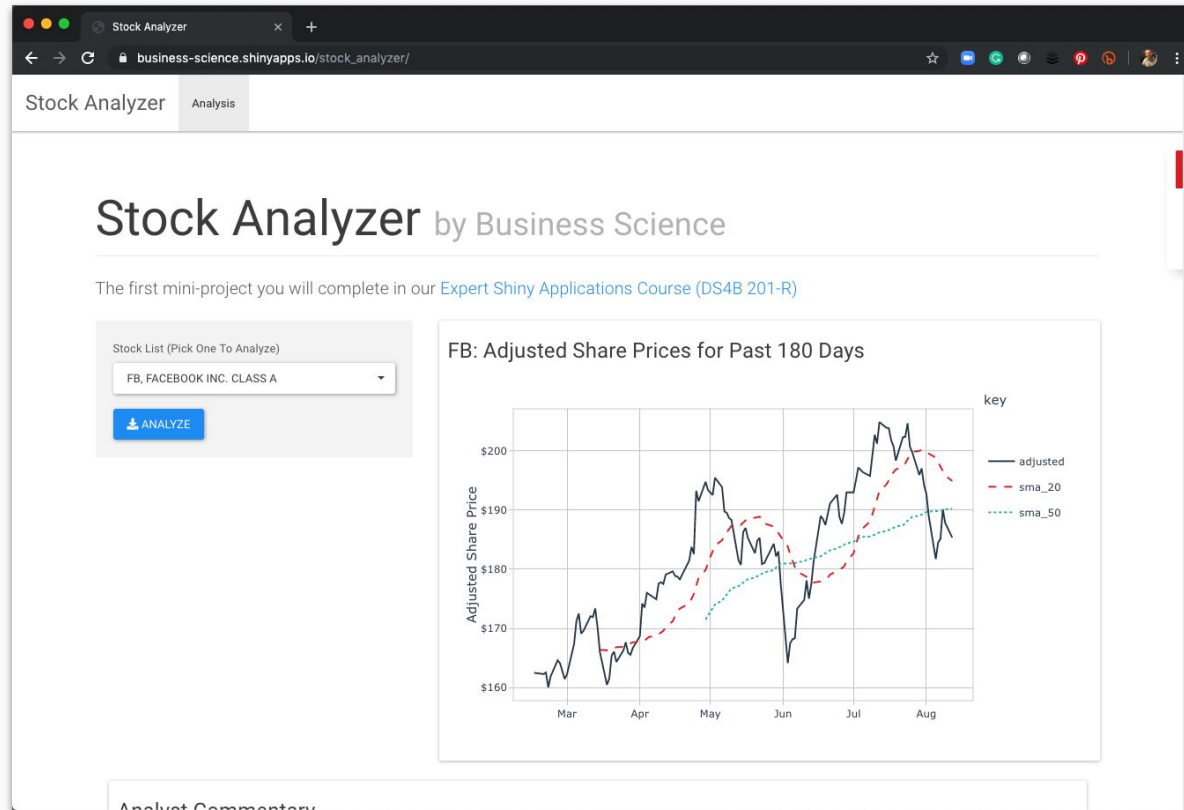 Stock Analyzer
business-science.shinyapps.io/stock_analyzer/
Stock Analyzer Analysis
Stock Analyzer by Business Science
The first mini-project you will complete in our Expert Shiny Applications Course (DS4B 201-R)
Stock List (Pick One To Analyze)
FB, FACEBOOK INC. CLASS A
ANALYZE
FB: Adjusted Share Prices for Past 180 Days
key
adjusted
sma_20
sma_50
Adjusted Share Price
$200
$190
$180
$170
$160
Mar Apr May Jun Jul Aug
Analyst Commentary